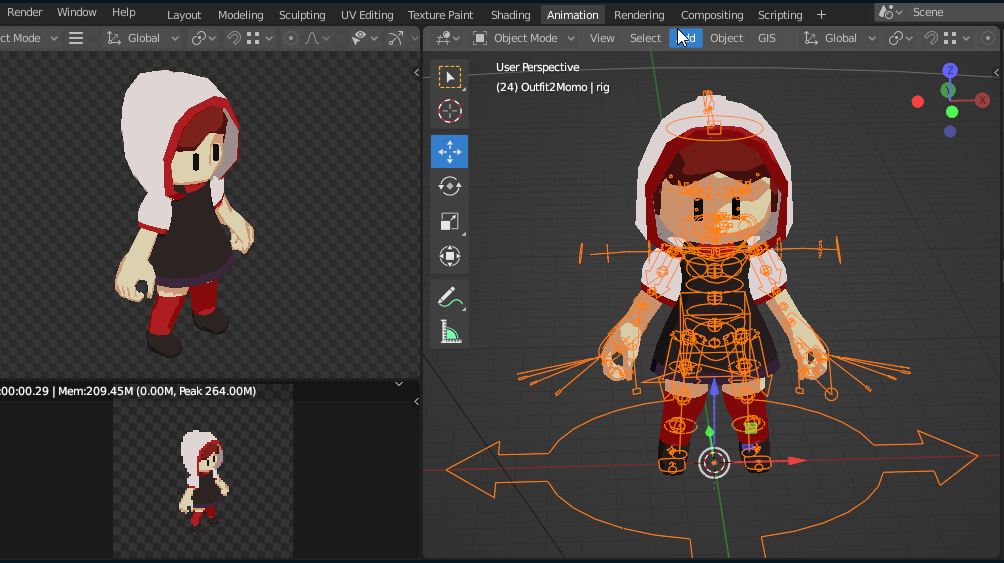 Render Window Help Layout Modeling Sculpting UV Editing Texture Paint Shading Animation Rendering Compositing Scripting + Scene
ct Mode Global Object Mode View Select Object GIS Global
User Perspective
(24) Outfit2Momo | rig
Z
Y
X
:00:00.29 | Mem:209.45M (0.00M, Peak 264.00M)